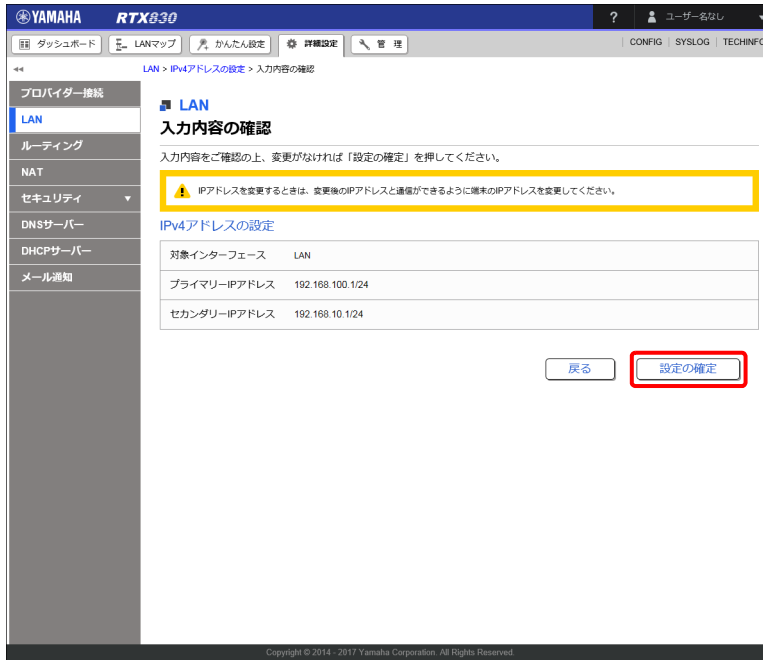 YAMAHA RTX830 ? ユーザー名なし
ダッシュボード LANマップ かんたん設定 詳細設定 管 理 CONFIG SYSLOG TECHINFO
LAN > IPv4アドレスの設定 > 入力内容の確認
プロバイダー接続
LAN
ルーティング
NAT
セキュリティ
DNSサーバー
DHCPサーバー
メール通知
LAN
入力内容の確認
入力内容をご確認の上、変更がなければ「設定の確定」を押してください。
IPアドレスを変更するときは、変更後のIPアドレスと通信ができるように端末のIPアドレスを変更してください。
IPv4アドレスの設定
対象インターフェース LAN
プライマリーIPアドレス 192.168.100.1/24
セカンダリーIPアドレス 192.168.10.1/24
戻る 設定の確定
Copyright © 2014 - 2017 Yamaha Corporation. All Rights Reserved.